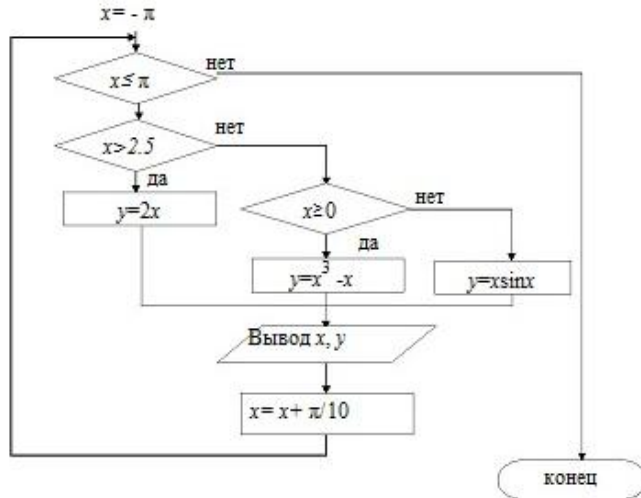 x= - π
x≤ π
нет
x>2.5
нет
да
y=2x
x≥0
нет
да
y=x³ -x
y=xsinx
Вывод x, y
x= x+ π/10
конец